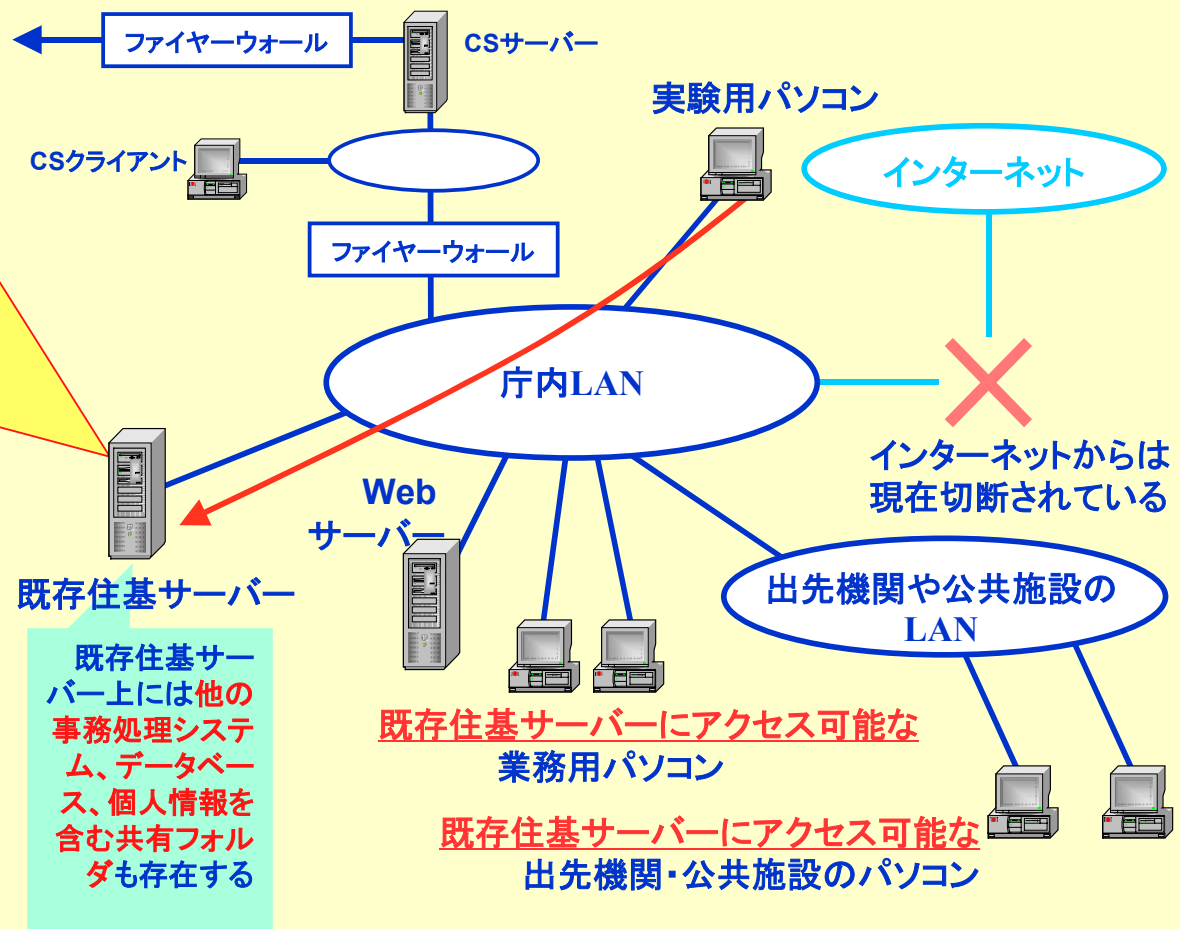 ファイヤーウォール
CSサーバー
実験用パソコン
CSクライアント
インターネット
ファイヤーウォール
庁内LAN
インターネットからは
現在切断されている
Web
サーバー
既存住基サーバー
出先機関や公共施設の
LAN
既存住基サー
バー上には他の
事務処理システ
ム、データベー
ス、個人情報を
含む共有フォル
ダも存在する
既存住基サーバーにアクセス可能な
業務用パソコン
既存住基サーバーにアクセス可能な
出先機関・公共施設のパソコン